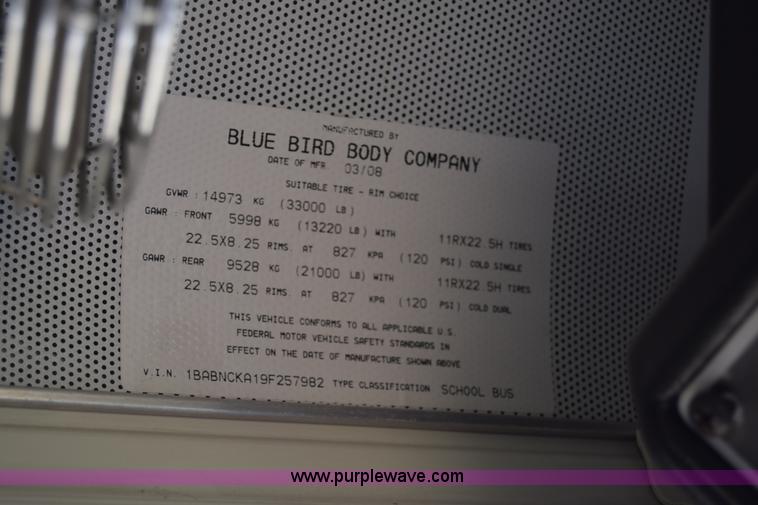 MANUFACTURED BY
BLUE BIRD BODY COMPANY
DATE OF MFR. 03/08
SUITABLE TIRE - RIM CHOICE
GVWR : 14973 KG (33000 LB)
GAWR : FRONT 5998 KG (13220 LB) WITH 11RX22.5H TIRES
22.5X8.25 RIMS AT 827 KPA (120 PSI) COLD SINGLE
GAWR : REAR 9528 KG (21000 LB) WITH 11RX22.5H TIRES
22.5X8.25 RIMS AT 827 KPA (120 PSI) COLD DUAL
THIS VEHICLE CONFORMS TO ALL APPLICABLE U.S.
FEDERAL MOTOR VEHICLE SAFETY STANDARDS IN
EFFECT ON THE DATE OF MANUFACTURE SHOWN ABOVE
V.I.N. 1BABNCKA19F257982 TYPE CLASSIFICATION SCHOOL BUS
www.purplewave.com